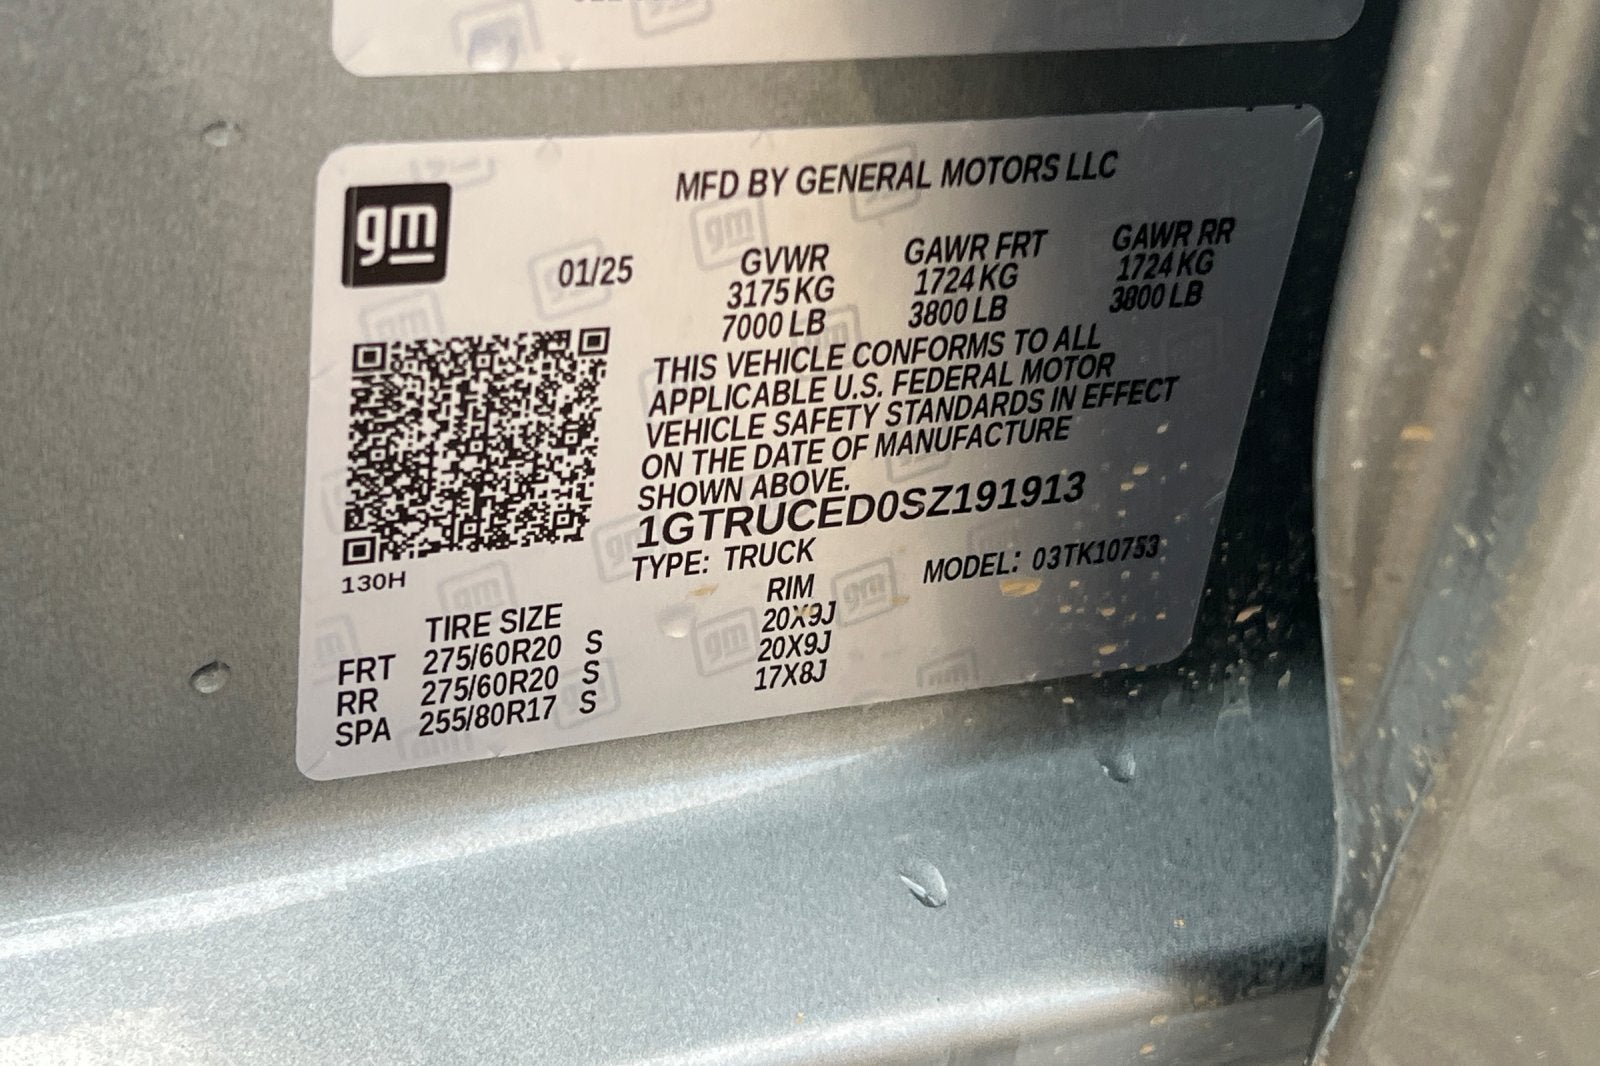 gm
MFD BY GENERAL MOTORS LLC
01/25
GVWR GAWR FRT GAWR RR
3175 KG 1724 KG 1724 KG
7000 LB 3800 LB 3800 LB
THIS VEHICLE CONFORMS TO ALL
APPLICABLE U.S. FEDERAL MOTOR
VEHICLE SAFETY STANDARDS IN EFFECT
ON THE DATE OF MANUFACTURE
SHOWN ABOVE.
1GTRUCED0SZ191913
TYPE: TRUCK MODEL: 03TK10753
130H
TIRE SIZE RIM
FRT 275/60R20 S 20X9J
RR 275/60R20 S 20X9J
SPA 255/80R17 S 17X8J